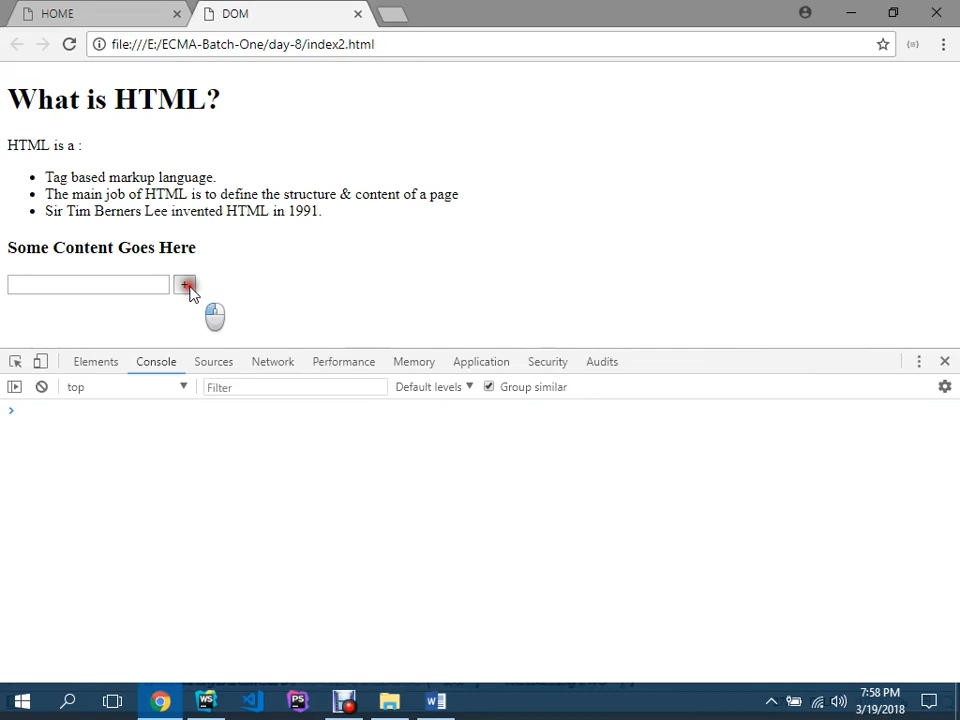 HOME
DOM
file:///E:/ECMA-Batch-One/day-8/index2.html
What is HTML?
HTML is a :
• Tag based markup language.
• The main job of HTML is to define the structure & content of a page
• Sir Tim Berners Lee invented HTML in 1991.
Some Content Goes Here
+
Elements Console Sources Network Performance Memory Application Security Audits
top Filter Default levels Group similar
7:58 PM
3/19/2018